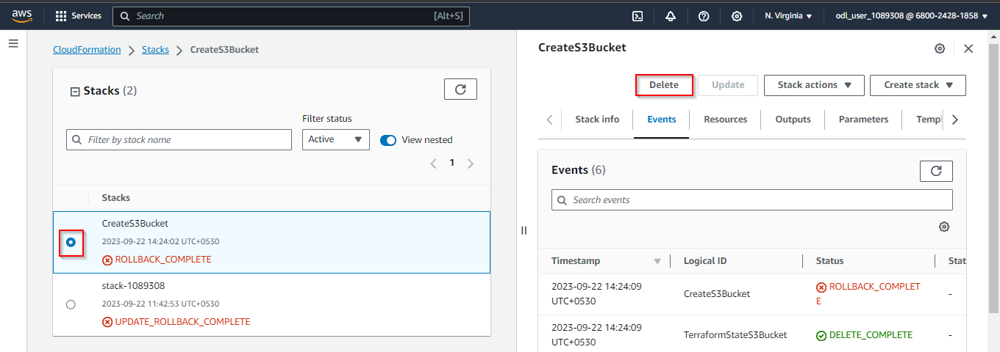 aws Services Search [Alt+S] N. Virginia odl_user_1089308 @ 6800-2428-1858
CloudFormation Stacks CreateS3Bucket
Stacks (2)
Filter status
Filter by stack name Active View nested
1
Stacks
CreateS3Bucket
2023-09-22 14:24:02 UTC+0530
ROLLBACK_COMPLETE
stack-1089308
2023-09-22 11:42:53 UTC+0530
UPDATE_ROLLBACK_COMPLETE
CreateS3Bucket
Delete Update Stack actions Create stack
Stack info Events Resources Outputs Parameters Templ
Events (6)
Search events
Timestamp Logical ID Status Stat
2023-09-22 14:24:09 ROLLBACK_COMPLET
UTC+0530 CreateS3Bucket E -
2023-09-22 14:24:09
UTC+0530 TerraformStateS3Bucket DELETE_COMPLETE -